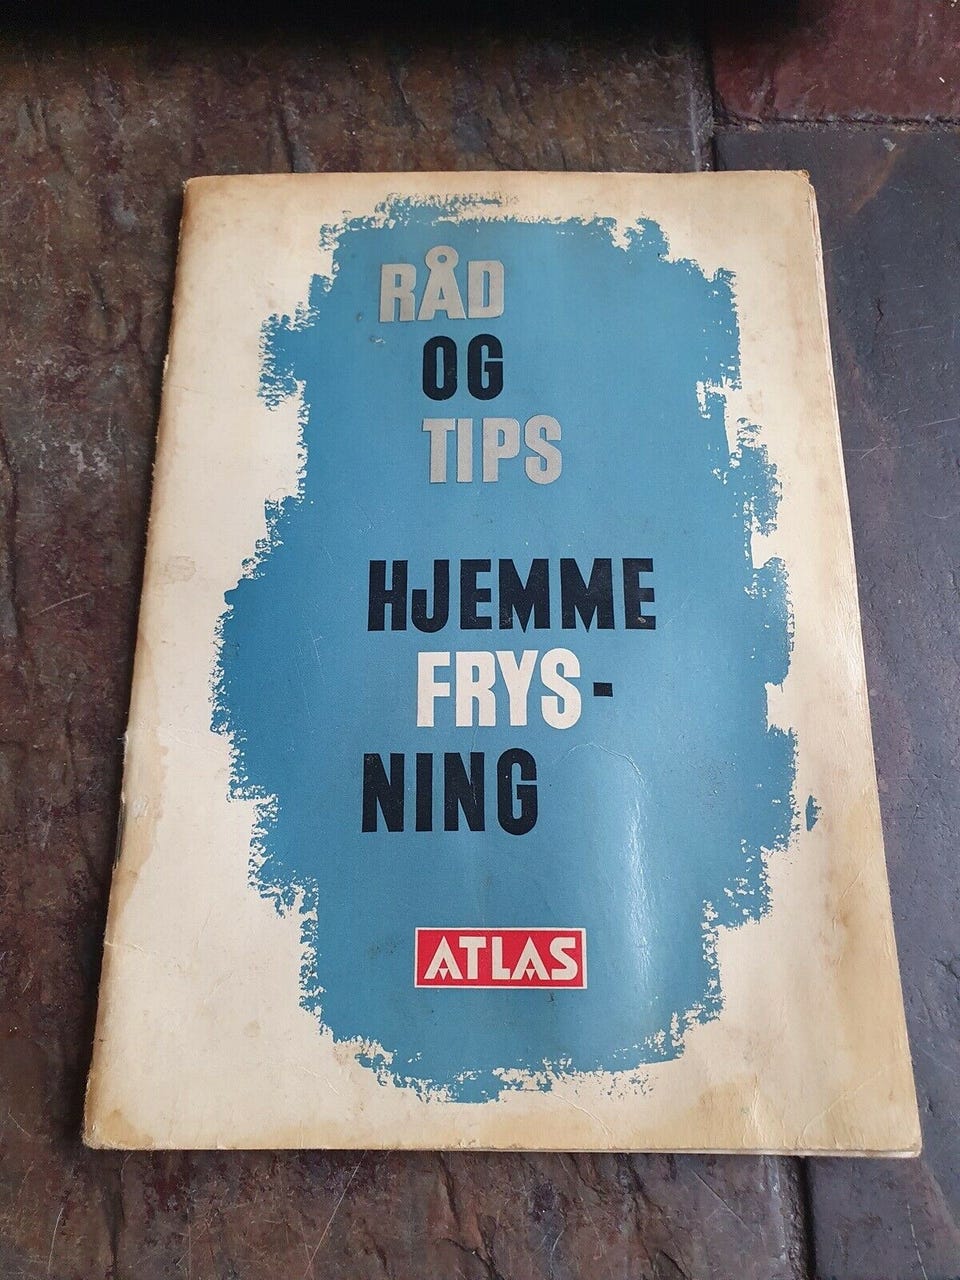 RÅD
OG
TIPS
HJEMME
FRYS-
NING
ATLAS